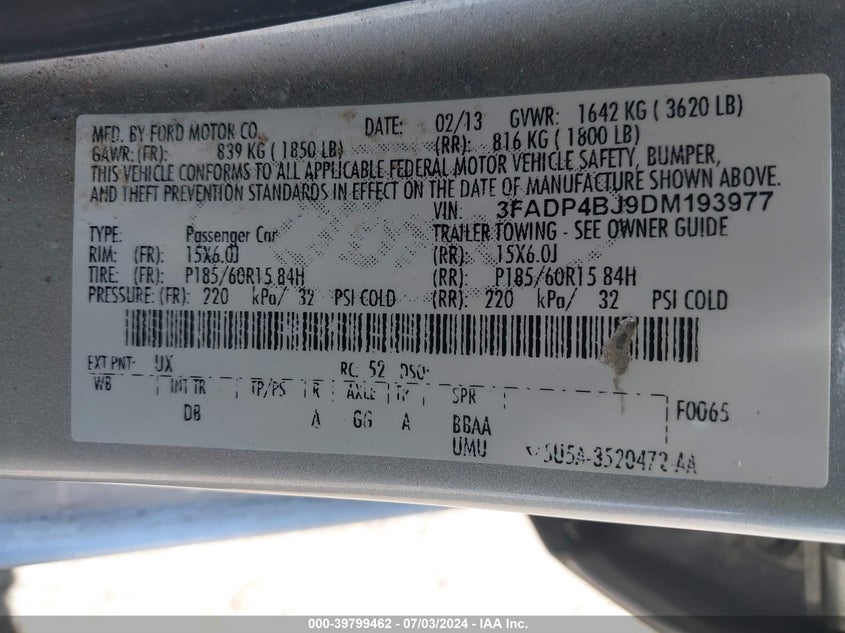 MFD. BY FORD MOTOR CO. DATE: 02/13 GVWR: 1642 KG ( 3620 LB)
GAWR: (FR): 839 KG ( 1850 LB) (RR): 816 KG ( 1800 LB)
THIS VEHICLE CONFORMS TO ALL APPLICABLE FEDERAL MOTOR VEHICLE SAFETY, BUMPER,
AND THEFT PREVENTION STANDARDS IN EFFECT ON THE DATE OF MANUFACTURE SHOWN ABOVE.
VIN: 3FADP4BJ9DM193977
TYPE: Passenger Car TRAILER TOWING - SEE OWNER GUIDE
RIM: (FR): 15X6.0J (RR): 15X6.0J
TIRE: (FR): P185/60R15 84H (RR): P185/60R15 84H
PRESSURE: (FR): 220 kPa/ 32 PSI COLD (RR): 220 kPa/ 32 PSI COLD
EXT PNT: UX RC: 52 DSO:
WB INT TR TP/PS R AXLE TR SPR F0065
D8 A GG A BBAA
UMU 5U5A-3520472-AA
000-39799462 - 07/03/2024 - IAA Inc.